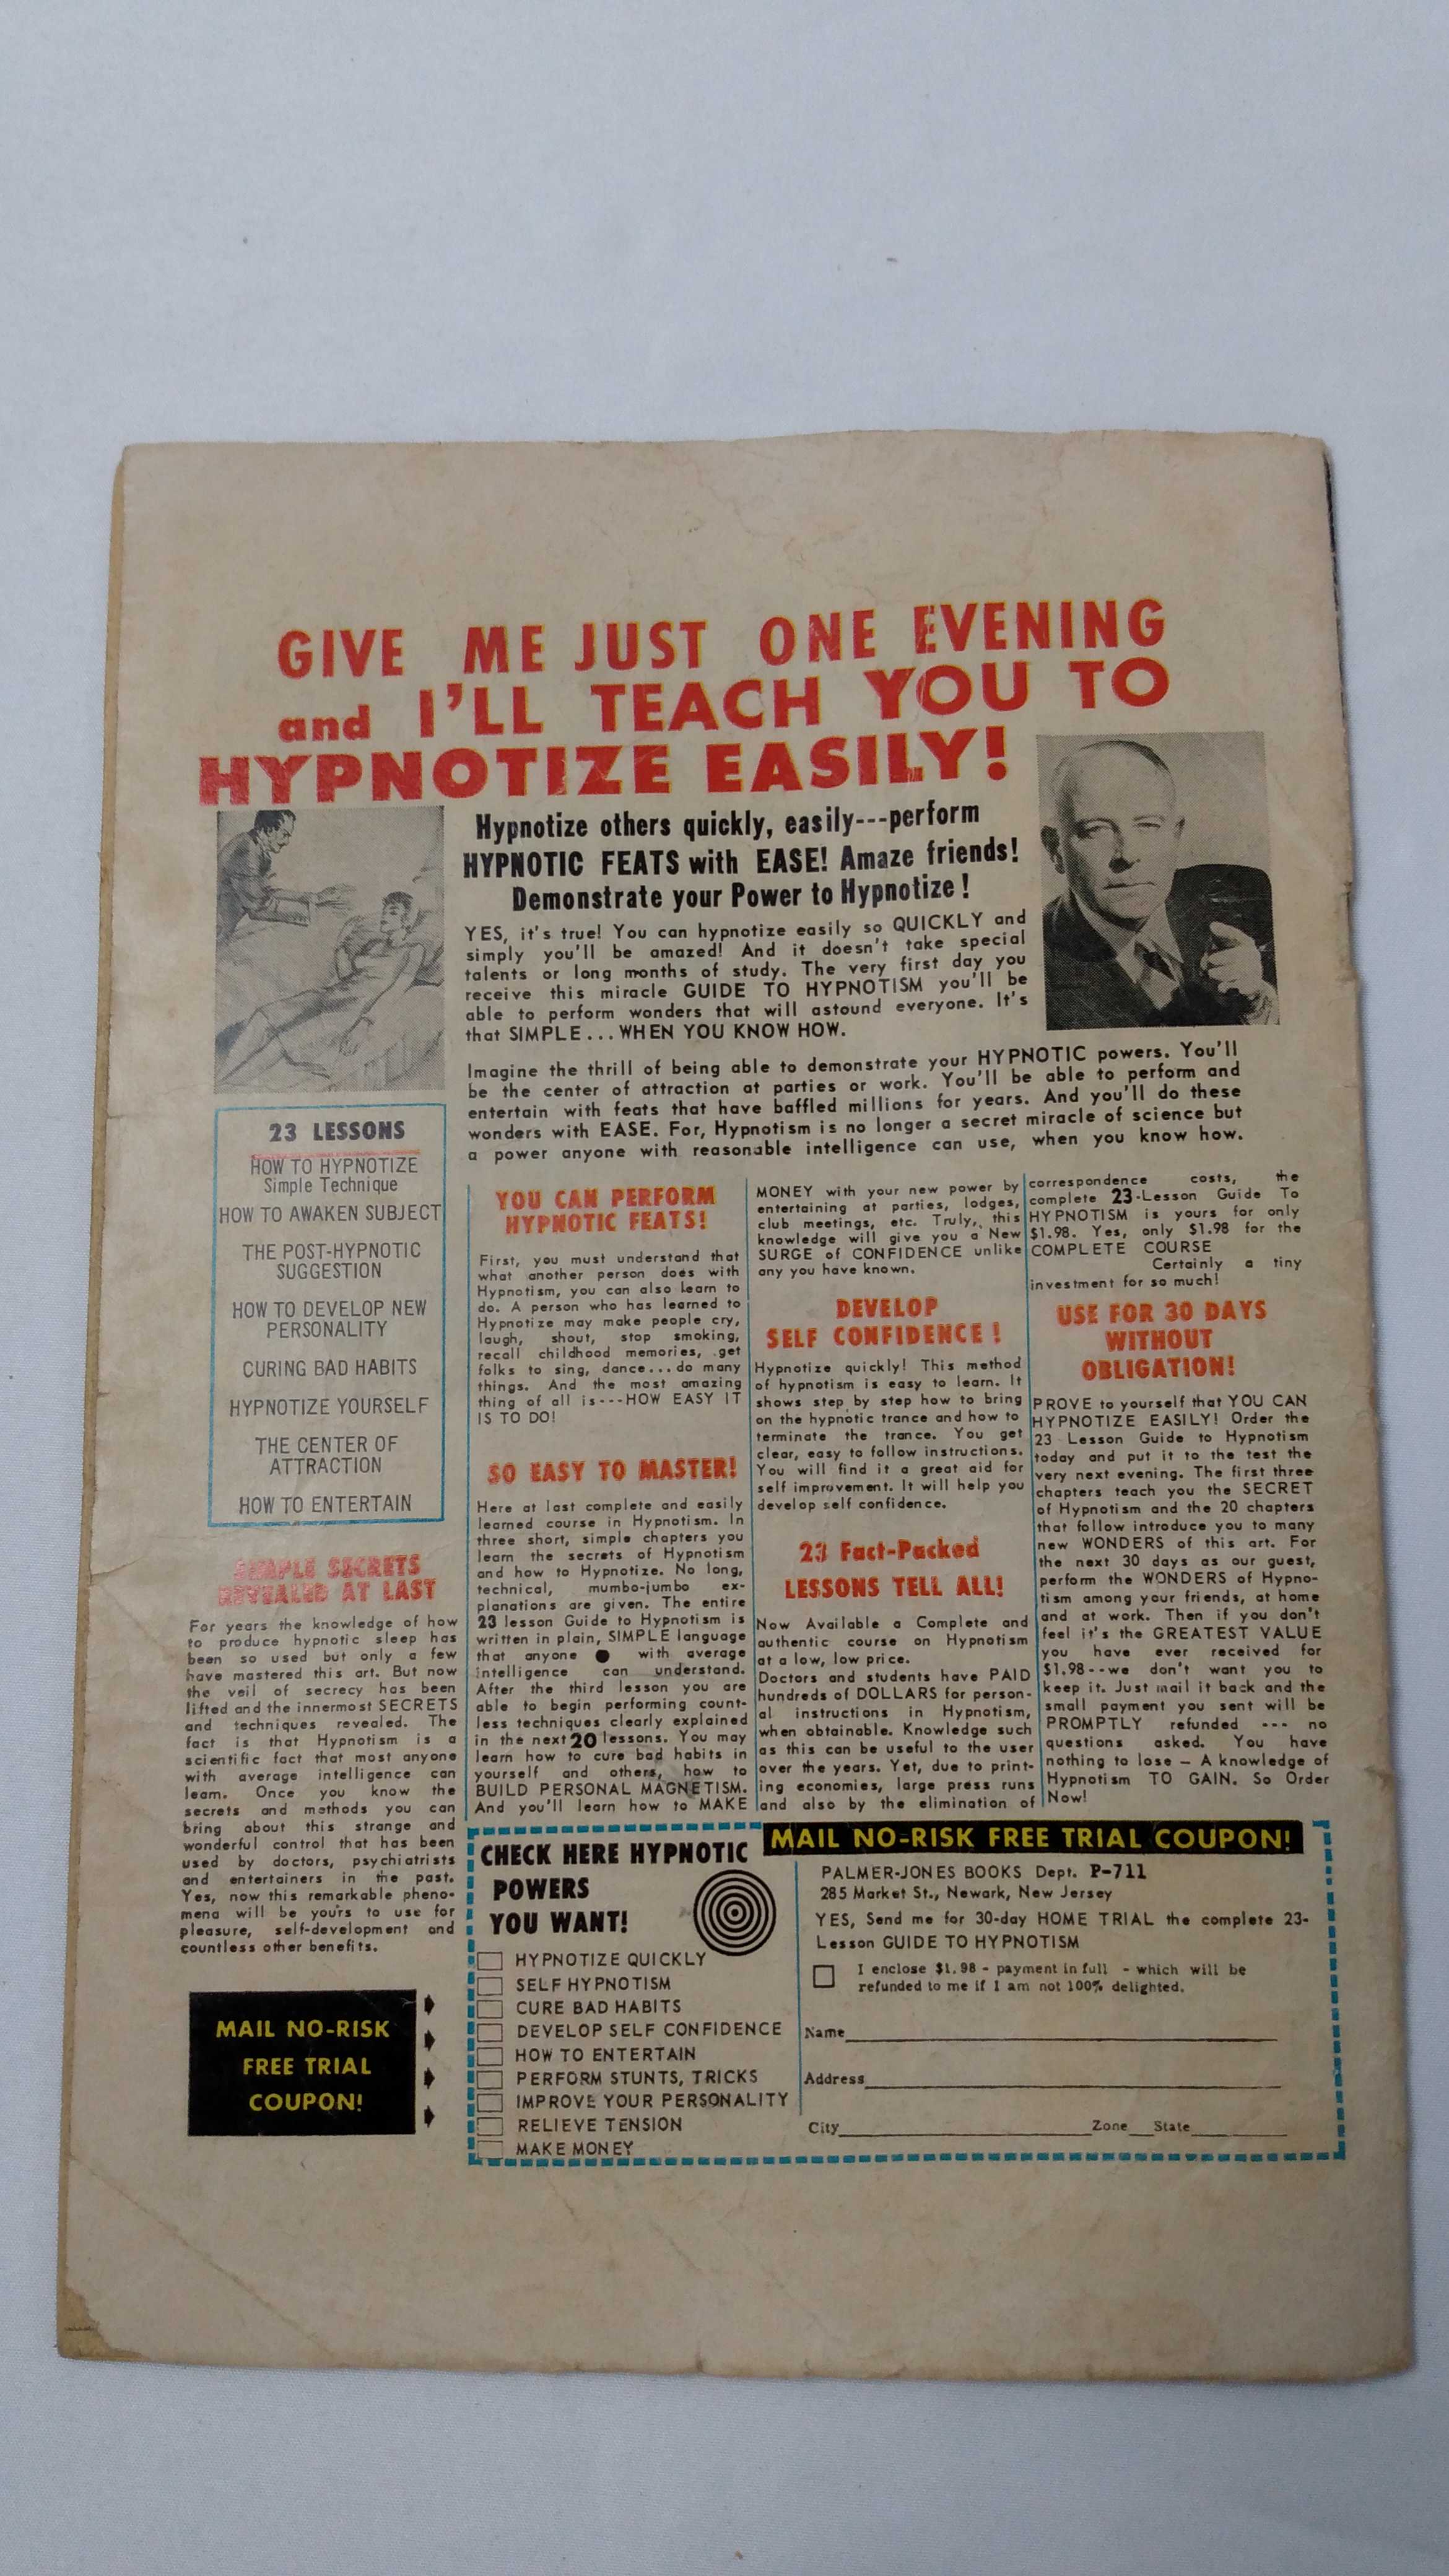 GIVE ME JUST ONE EVENING
and I'LL TEACH YOU TO
HYPNOTIZE EASILY!
Hypnotize others quickly, easily---perform
HYPNOTIC FEATS with EASE! Amaze friends!
Demonstrate your Power to Hypnotize!
YES, it's true! You can hypnotize easily so QUICKLY and
simply you'll be amazed! And it doesn't take special
talents or long months of study. The very first day you
receive this miracle GUIDE TO HYPNOTISM you'll be
able to perform wonders that will astound everyone. It's
that SIMPLE... WHEN YOU KNOW HOW.
Imagine the thrill of being able to demonstrate your HYPNOTIC powers. You'll
be the center of attraction at parties or work. You'll be able to perform and
entertain with feats that have baffled millions for years. And you'll do these
wonders with EASE. For, Hypnotism is no longer a secret miracle of science but
a power anyone with reasonable intelligence can use, when you know how.
23 LESSONS
HOW TO HYPNOTIZE
Simple Technique
HOW TO AWAKEN SUBJECT
THE POST-HYPNOTIC
SUGGESTION
HOW TO DEVELOP NEW
PERSONALITY
CURING BAD HABITS
HYPNOTIZE YOURSELF
THE CENTER OF
ATTRACTION
HOW TO ENTERTAIN
SIMPLE SECRETS
REVEALED AT LAST
For years the knowledge of how
to produce hypnotic sleep has
been so used but only a few
have mastered this art. But now
the veil of secrecy has been
lifted and the innermost SECRETS
and techniques revealed. The
fact is that Hypnotism is a
scientific fact that most anyone
with average intelligence can
learn. Once you know the
secrets and methods you can
bring about this strange and
wonderful control that has been
used by doctors, psychiatrists
and entertainers in the past.
Yes, now this remarkable pheno-
mena will be yours to use for
pleasure, self-development and
countless other benefits.
MAIL NO-RISK
FREE TRIAL
COUPON!
YOU CAN PERFORM
HYPNOTIC FEATS!
First, you must understand that
what another person does with
Hypnotism, you can also learn to
do. A person who has learned to
Hypnotize may make people cry,
laugh, shout, stop smoking,
recall childhood memories, get
folks to sing, dance...do many
things. And the most amazing
thing of all is---HOW EASY IT
IS TO DO!
SO EASY TO MASTER!
Here at last complete and easily
learned course in Hypnotism. In
three short, simple chapters you
learn the secrets of Hypnotism
and how to Hypnotize. No long,
technical, mumbo-jumbo ex-
planations are given. The entire
23 lesson Guide to Hypnotism is
written in plain, SIMPLE language
that anyone with average
intelligence can understand.
After the third lesson you are
able to begin performing count-
less techniques clearly explained
in the next 20 lessons. You may
learn how to cure bad habits in
yourself and others, how to
BUILD PERSONAL MAGNETISM.
And you'll learn how to MAKE
MONEY with your new power by
entertaining at parties, lodges,
club meetings, etc. Truly, this
knowledge will give you a New
SURGE of CONFIDENCE unlike
any you have known.
DEVELOP
SELF CONFIDENCE!
Hypnotize quickly! This method
of hypnotism is easy to learn. It
shows step by step how to bring
on the hypnotic trance and how to
terminate the trance. You get
clear, easy to follow instructions.
You will find it a great aid for
self improvement. It will help you
develop self confidence.
23 Fact-Packed
LESSONS TELL ALL!
Now Available a Complete and
authentic course on Hypnotism
at a low, low price.
Doctors and students have PAID
hundreds of DOLLARS for person-
al instructions in Hypnotism,
when obtainable. Knowledge such
as this can be useful to the user
over the years. Yet, due to print-
ing economies, large press runs
and also by the elimination of
correspondence costs, the
complete 23-Lesson Guide To
HYPNOTISM is yours for only
$1.98. Yes, only $1.98 for the
COMPLETE COURSE
Certainly a tiny
investment for so much!
USE FOR 30 DAYS
WITHOUT
OBLIGATION!
PROVE to yourself that YOU CAN
HYPNOTIZE EASILY! Order the
23 Lesson Guide to Hypnotism
today and put it to the test the
very next evening. The first three
chapters teach you the SECRET
of Hypnotism and the 20 chapters
that follow introduce you to many
new WONDERS of this art. For
the next 30 days as our guest,
perform the WONDERS of Hypno-
tism among your friends, at home
and at work. Then if you don't
feel it's the GREATEST VALUE
you have ever received for
$1.98--we don't want you to
keep it. Just mail it back and the
small payment you sent will be
PROMPTLY refunded --- no
questions asked. You have
nothing to lose — A knowledge of
Hypnotism TO GAIN. So Order
Now!
CHECK HERE HYPNOTIC
POWERS
YOU WANT!
HYPNOTIZE QUICKLY
SELF HYPNOTISM
CURE BAD HABITS
DEVELOP SELF CONFIDENCE
HOW TO ENTERTAIN
PERFORM STUNTS, TRICKS
IMPROVE YOUR PERSONALITY
RELIEVE TENSION
MAKE MONEY
MAIL NO-RISK FREE TRIAL COUPON!
PALMER-JONES BOOKS Dept. P-711
285 Market St., Newark, New Jersey
YES, Send me for 30-day HOME TRIAL the complete 23-
Lesson GUIDE TO HYPNOTISM
I enclose $1.98 - payment in full - which will be
refunded to me if I am not 100% delighted.
Name
Address
City Zone State